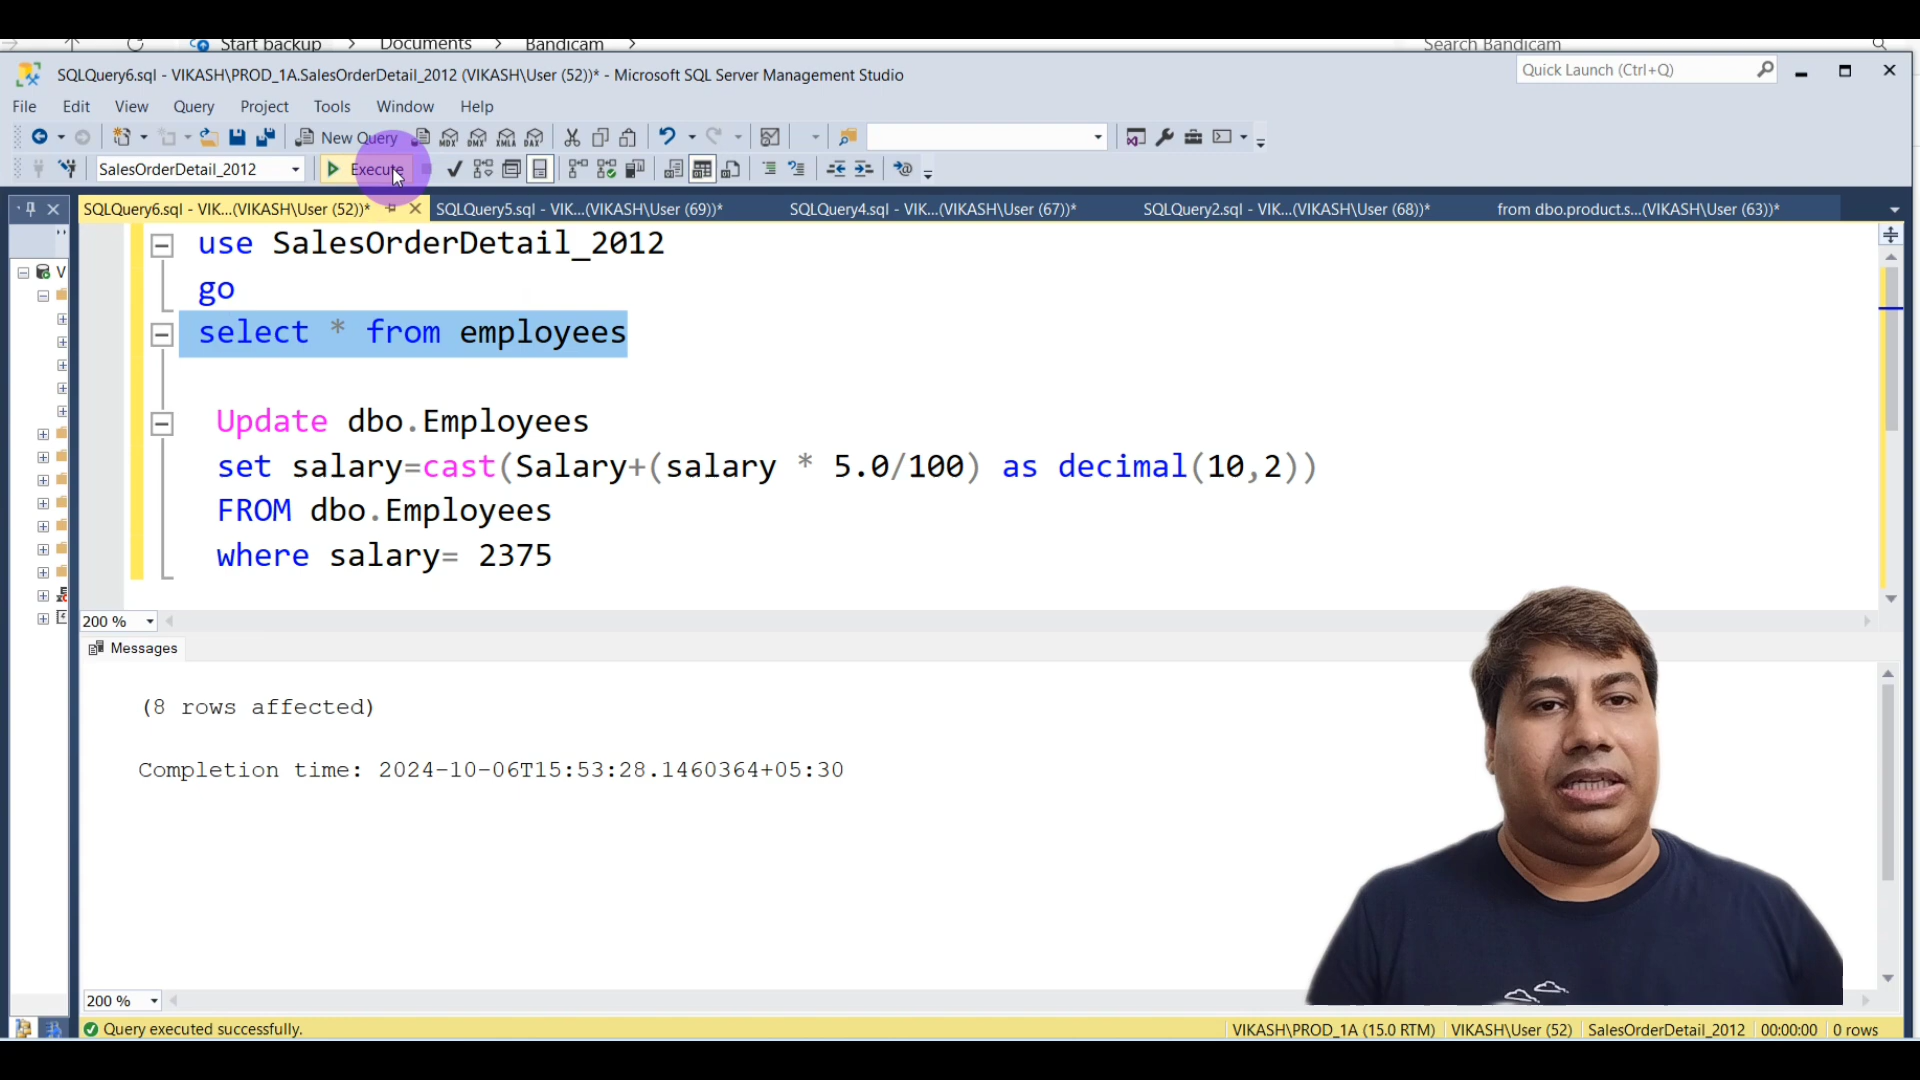 Start backup > Documents > Bandicam >
Search Bandicam
SQLQuery6.sql - VIKASH\PROD_1A.SalesOrderDetail_2012 (VIKASH\User (52))* - Microsoft SQL Server Management Studio
Quick Launch (Ctrl+Q)
File Edit View Query Project Tools Window Help
New Query MDX DMX XMLA DAX
SalesOrderDetail_2012 Execute
SQLQuery6.sql - VIK...(VIKASH\User (52))* SQLQuery5.sql - VIK...(VIKASH\User (69))* SQLQuery4.sql - VIK...(VIKASH\User (67))* SQLQuery2.sql - VIK...(VIKASH\User (68))* from dbo.product.s...(VIKASH\User (63))*
V
use SalesOrderDetail_2012
go
select * from employees
Update dbo.Employees
set salary=cast(Salary+(salary * 5.0/100) as decimal(10,2))
FROM dbo.Employees
where salary= 2375
200 %
Messages
(8 rows affected)
Completion time: 2024-10-06T15:53:28.1460364+05:30
200 %
Query executed successfully.
VIKASH\PROD_1A (15.0 RTM) VIKASH\User (52) SalesOrderDetail_2012 00:00:00 0 rows